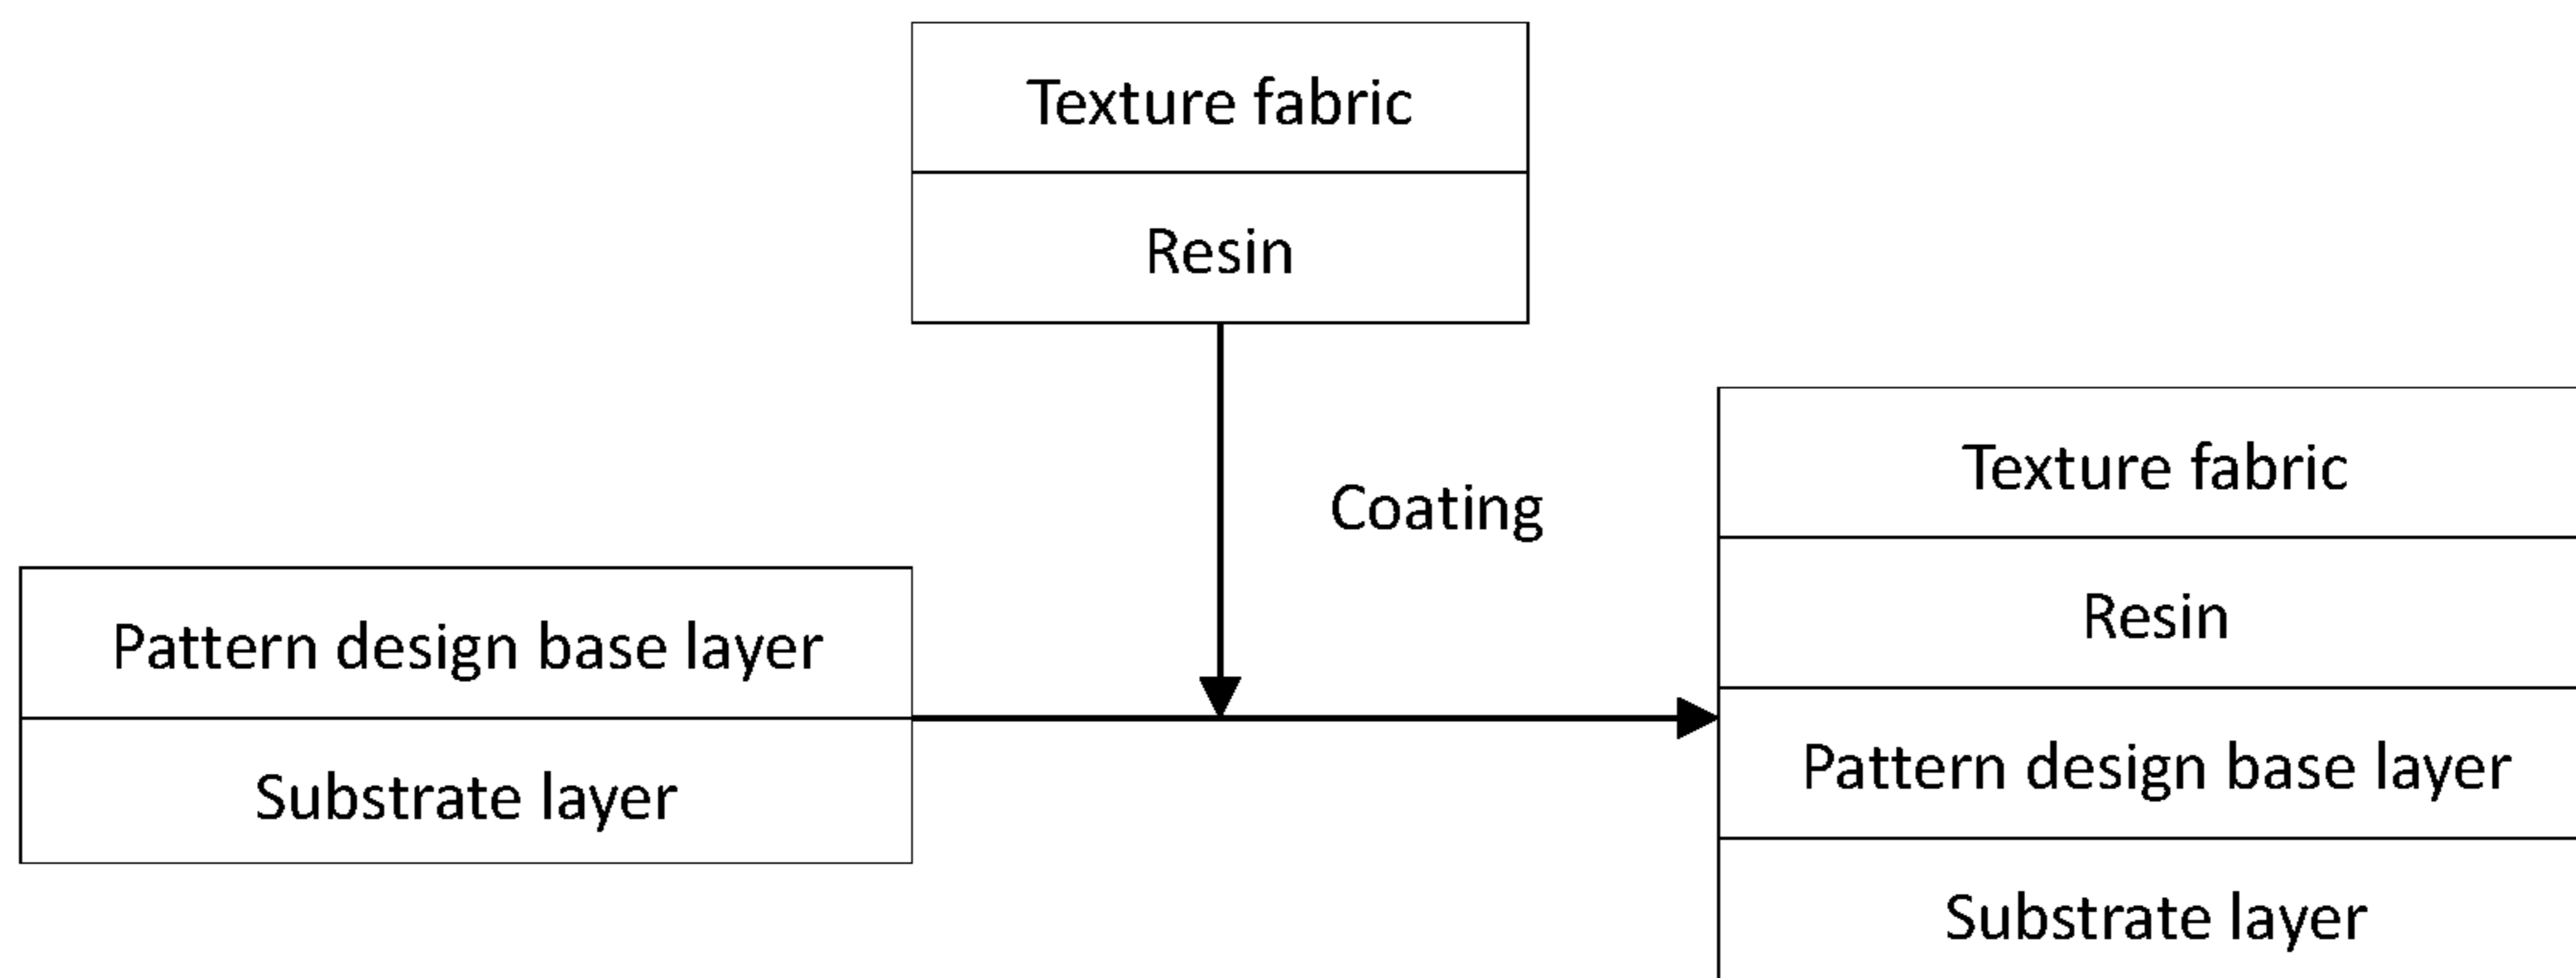 Texture fabric
Resin
Coating
Pattern design base layer
Substrate layer
Texture fabric
Resin
Pattern design base layer
Substrate layer